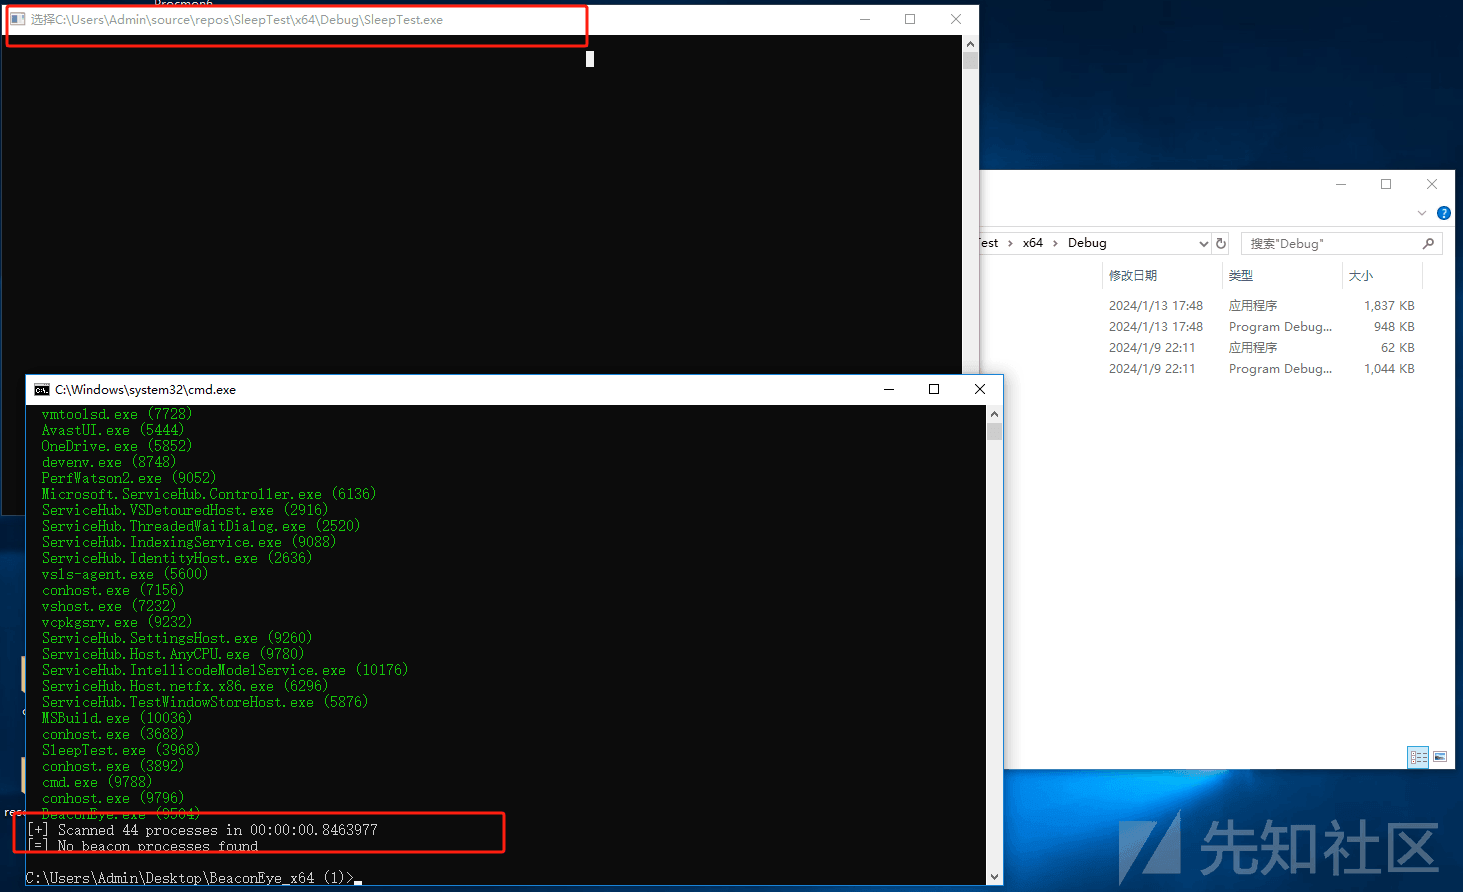 Procmon6
选择C:\Users\Admin\source\repos\SleepTest\x64\Debug\SleepTest.exe
est › x64 › Debug
搜索"Debug"
修改日期 类型 大小
2024/1/13 17:48 应用程序 1,837 KB
2024/1/13 17:48 Program Debug... 948 KB
2024/1/9 22:11 应用程序 62 KB
2024/1/9 22:11 Program Debug... 1,044 KB
C:\Windows\system32\cmd.exe
vmtoolsd.exe (7728)
AvastUI.exe (5444)
OneDrive.exe (5852)
devenv.exe (8748)
PerfWatson2.exe (9052)
Microsoft.ServiceHub.Controller.exe (6136)
ServiceHub.VSDetouredHost.exe (2916)
ServiceHub.ThreadedWaitDialog.exe (2520)
ServiceHub.IndexingService.exe (9088)
ServiceHub.IdentityHost.exe (2636)
vsls-agent.exe (5600)
conhost.exe (7156)
vshost.exe (7232)
vcpkgsrv.exe (9232)
ServiceHub.SettingsHost.exe (9260)
ServiceHub.Host.AnyCPU.exe (9780)
ServiceHub.IntellicodeModelService.exe (10176)
ServiceHub.Host.netfx.x86.exe (6296)
ServiceHub.TestWindowStoreHost.exe (5876)
MSBuild.exe (10036)
conhost.exe (3688)
SleepTest.exe (3968)
conhost.exe (3892)
cmd.exe (9788)
conhost.exe (9796)
BeaconEye.exe (9504)
[+] Scanned 44 processes in 00:00:00.8463977
[=] No beacon processes found
C:\Users\Admin\Desktop\BeaconEye_x64 (1)>
先知社区